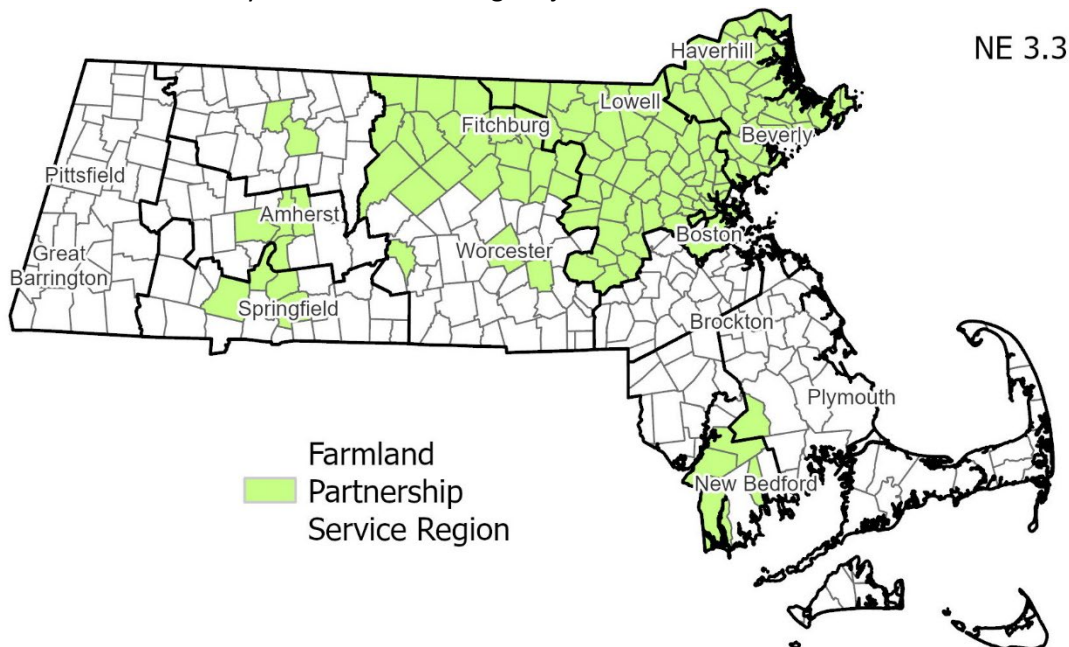 NE 3.3
Haverhill
Lowell
Fitchburg
Beverly
Pittsfield
Amherst
Boston
Worcester
Great
Barrington
Springfield
Brockton
Plymouth
New Bedford
Farmland
Partnership
Service Region